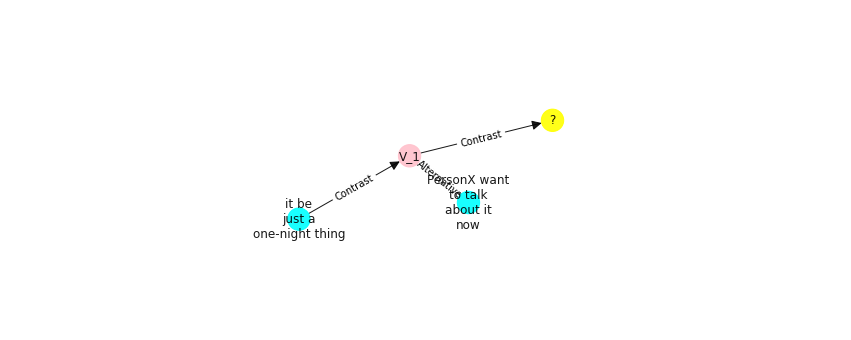 ?
Contrast
V_1
Alternative
Contrast
PersonX want
to talk
about it
now
it be
just a
one-night thing